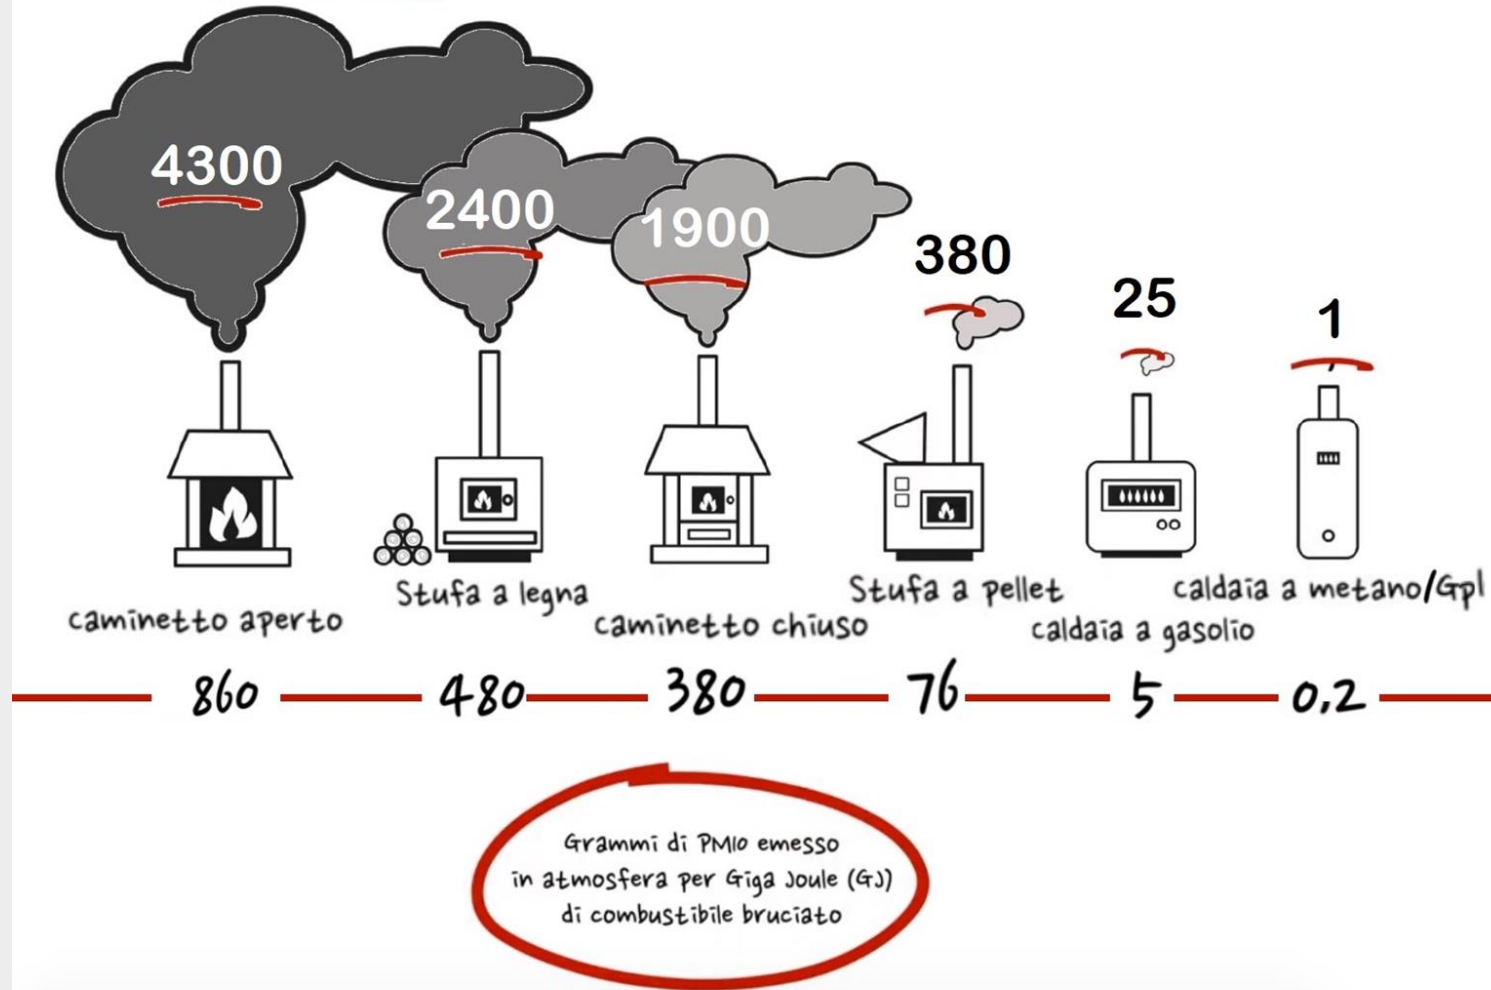 4300
2400
1900
380
25
1
caminetto aperto
Stufa a legna
caminetto chiuso
Stufa a pellet
caldaia a gasolio
caldaia a metano/Gpl
860
480
380
76
5
0,2
Grammi di PM10 emesso
in atmosfera per Giga Joule (GJ)
di combustibile bruciato